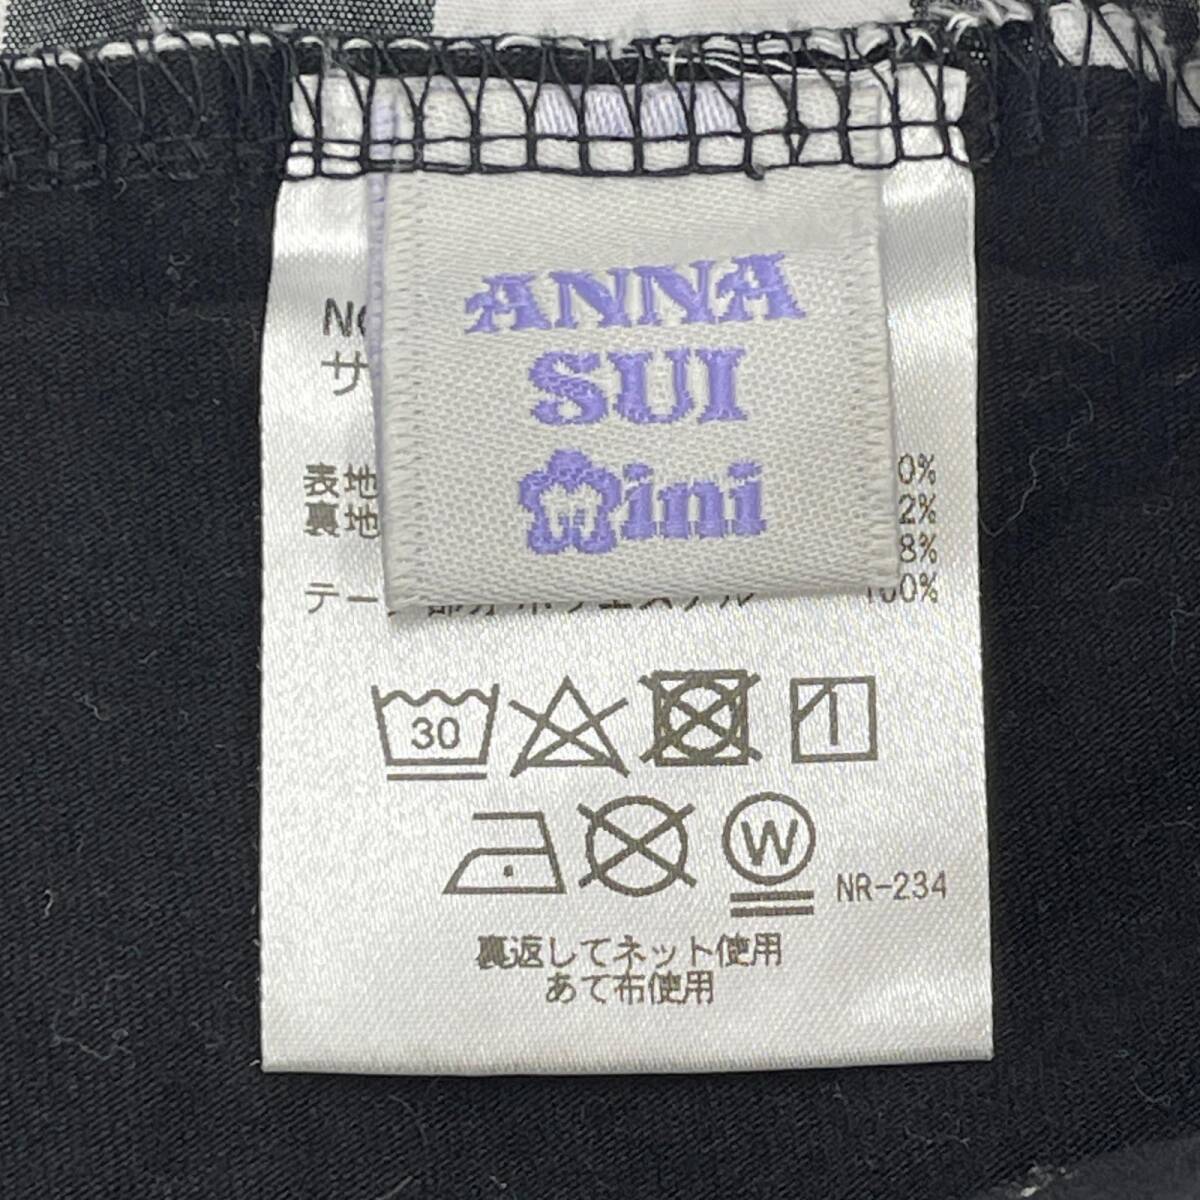 ANNA
SUI
mini
サ
表地
裏地
0%
2%
8%
100%
30
W
NR-234
裏返してネット使用
あて布使用